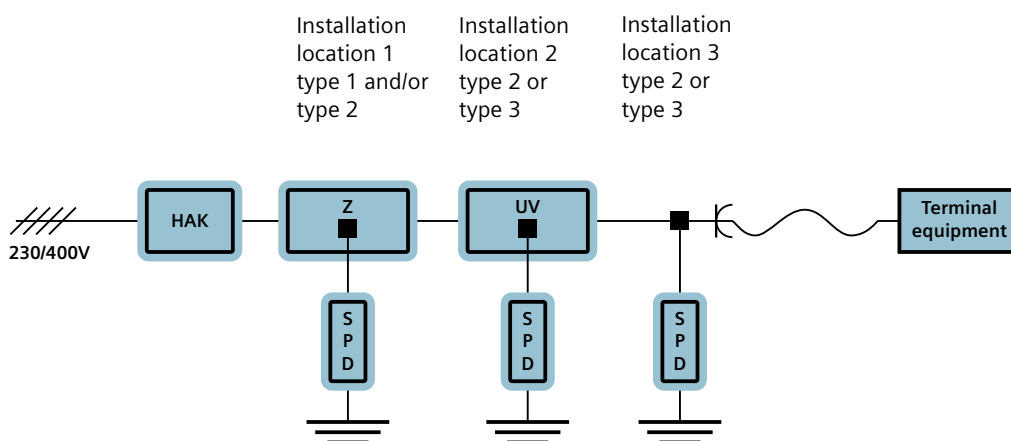 Installation
location 1
type 1 and/or
type 2
Installation
location 2
type 2 or
type 3
Installation
location 3
type 2 or
type 3
230/400V
HAK
Z
UV
Terminal
equipment
S
P
D
S
P
D
S
P
D